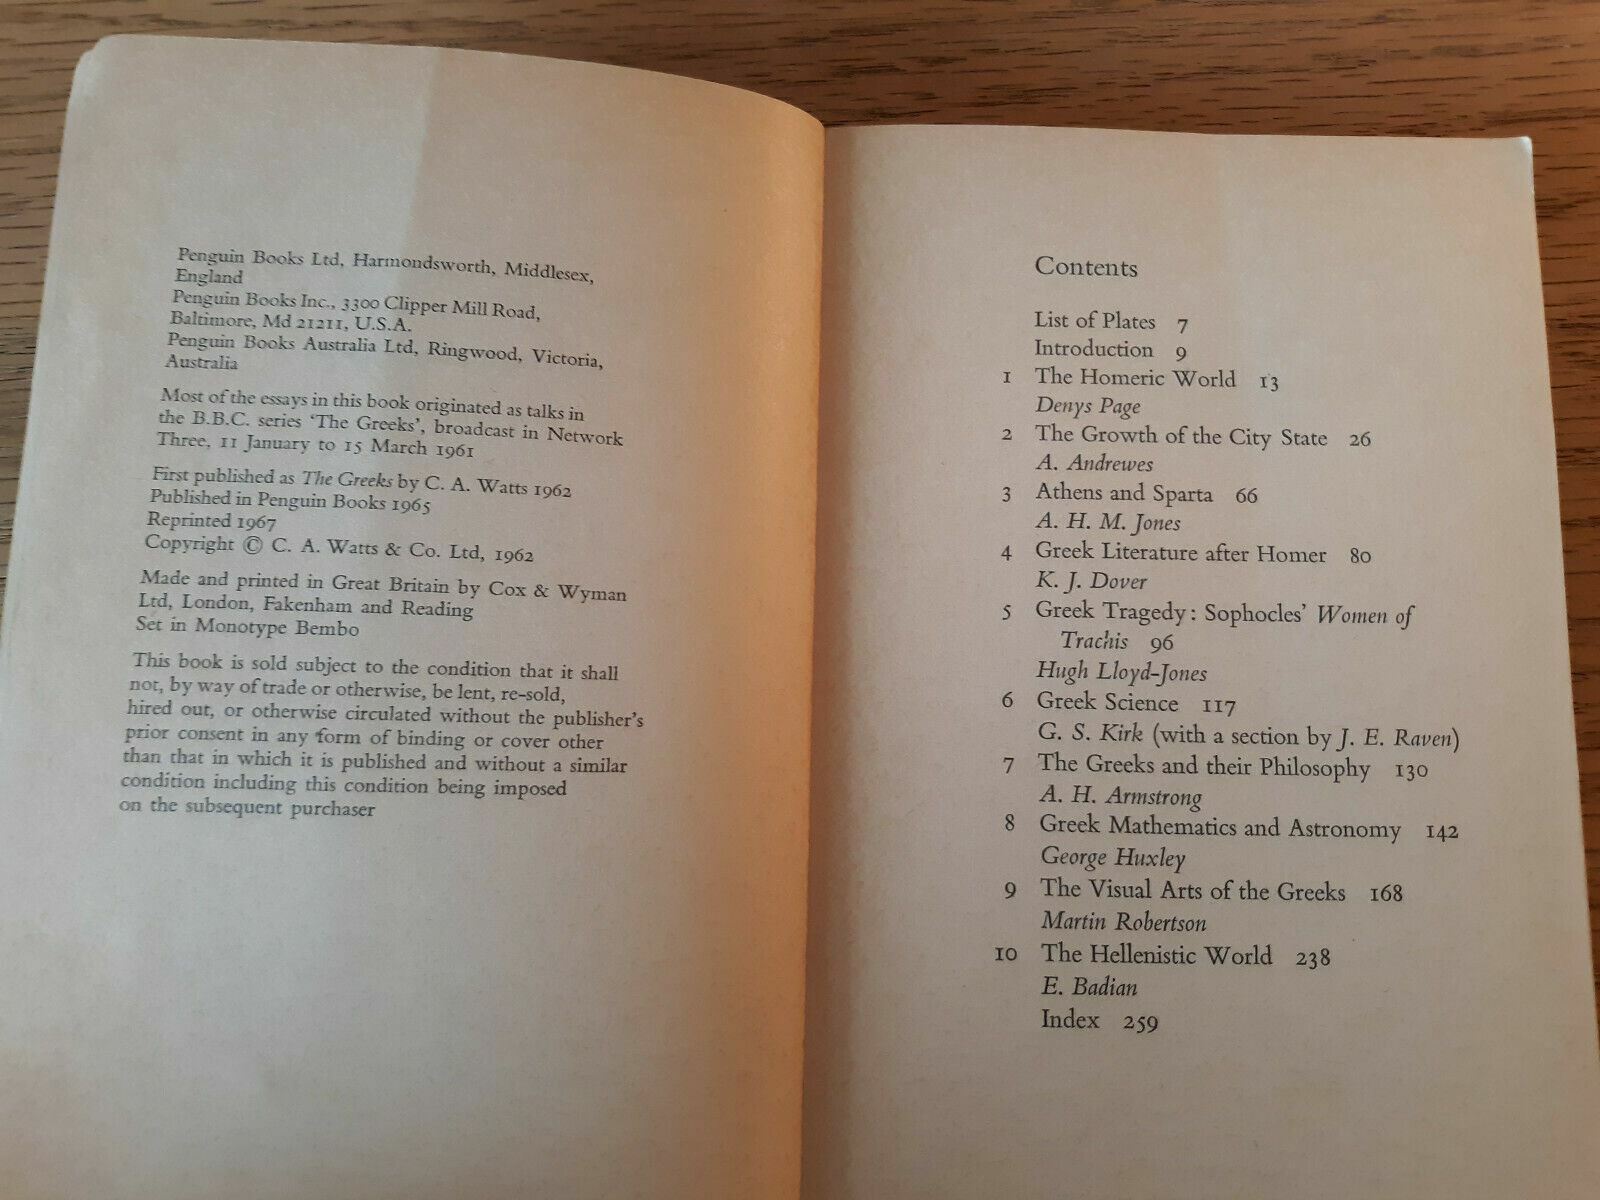 Penguin Books Ltd, Harmondsworth, Middlesex,
England
Penguin Books Inc., 3300 Clipper Mill Road,
Baltimore, Md 21211, U.S.A.
Penguin Books Australia Ltd, Ringwood, Victoria,
Australia
Most of the essays in this book originated as talks in
the B.B.C. series ‘The Greeks’, broadcast in Network
Three, 11 January to 15 March 1961
First published as The Greeks by C. A. Watts 1962
Published in Penguin Books 1965
Reprinted 1967
Copyright © C. A. Watts & Co. Ltd, 1962
Made and printed in Great Britain by Cox & Wyman
Ltd, London, Fakenham and Reading
Set in Monotype Bembo
This book is sold subject to the condition that it shall
not, by way of trade or otherwise, be lent, re-sold,
hired out, or otherwise circulated without the publisher’s
prior consent in any form of binding or cover other
than that in which it is published and without a similar
condition including this condition being imposed
on the subsequent purchaser
Contents
List of Plates 7
Introduction 9
1 The Homeric World 13
Denys Page
2 The Growth of the City State 26
A. Andrewes
3 Athens and Sparta 66
A. H. M. Jones
4 Greek Literature after Homer 80
K. J. Dover
5 Greek Tragedy: Sophocles’ Women of
Trachis 96
Hugh Lloyd-Jones
6 Greek Science 117
G. S. Kirk (with a section by J. E. Raven)
7 The Greeks and their Philosophy 130
A. H. Armstrong
8 Greek Mathematics and Astronomy 142
George Huxley
9 The Visual Arts of the Greeks 168
Martin Robertson
10 The Hellenistic World 238
E. Badian
Index 259